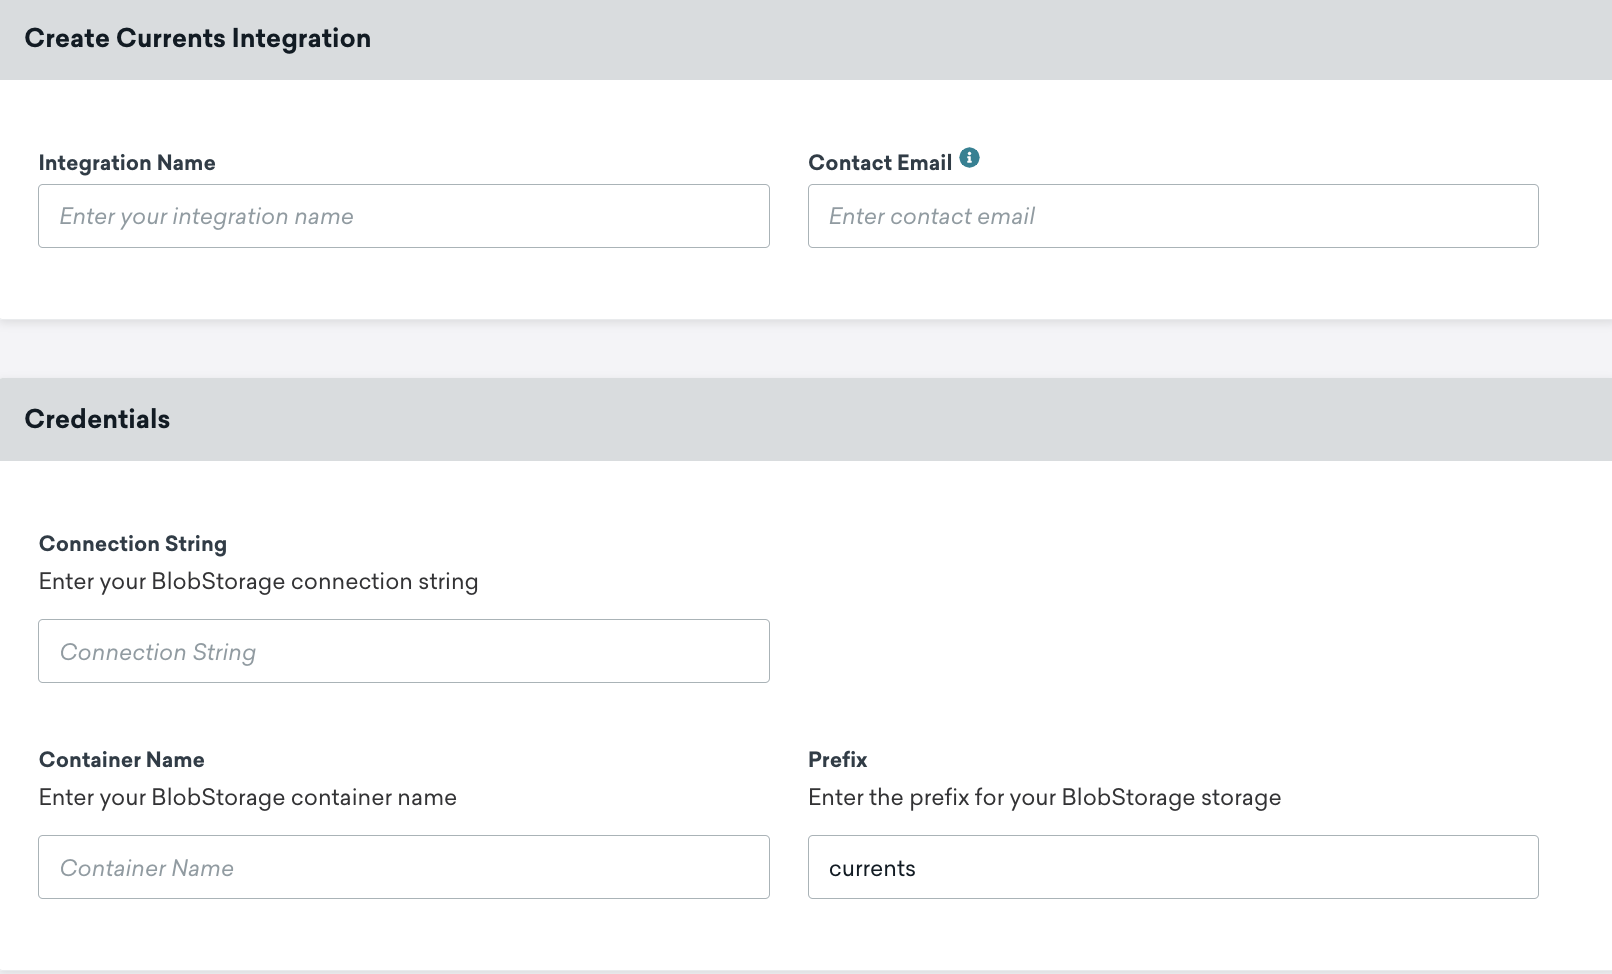 Create Currents Integration
Integration Name
Contact Email
Enter your integration name
Enter contact email
Credentials
Connection String
Enter your BlobStorage connection string
Connection String
Container Name
Prefix
Enter your BlobStorage container name
Enter the prefix for your BlobStorage storage
Container Name
currents